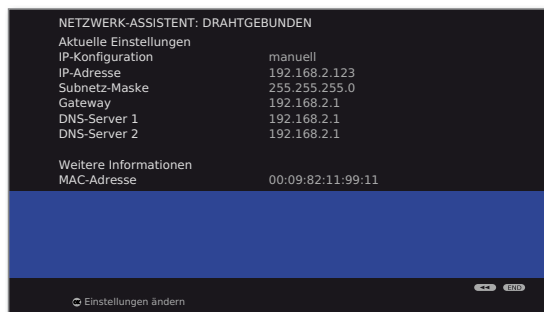 NETZWERK-ASSISTENT: DRAHTGEBUNDEN
Aktuelle Einstellungen
IP-Konfiguration manuell
IP-Adresse 192.168.2.123
Subnetz-Maske 255.255.255.0
Gateway 192.168.2.1
DNS-Server 1 192.168.2.1
DNS-Server 2 192.168.2.1
Weitere Informationen
MAC-Adresse 00:09:82:11:99:11
END
Einstellungen ändern